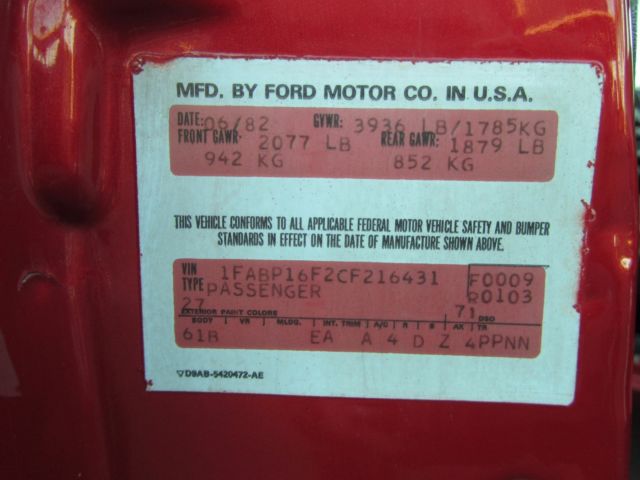 MFD. BY FORD MOTOR CO. IN U.S.A.
DATE: 06/82 GVWR: 3936 LB/1785KG
FRONT GAWR: 2077 LB REAR GAWR: 1879 LB
942 KG 852 KG
THIS VEHICLE CONFORMS TO ALL APPLICABLE FEDERAL MOTOR VEHICLE SAFETY AND BUMPER
STANDARDS IN EFFECT ON THE DATE OF MANUFACTURE SHOWN ABOVE.
VIN 1FABP16F2CF216431 F0009
TYPE PASSENGER R0103
27 71
EXTERIOR PAINT COLORS DSO
BODY VR MLDG. INT. TRIM A/C R S AX TR
61R EA A 4 D Z 4PPNN
▽D9AB-5420472-AE